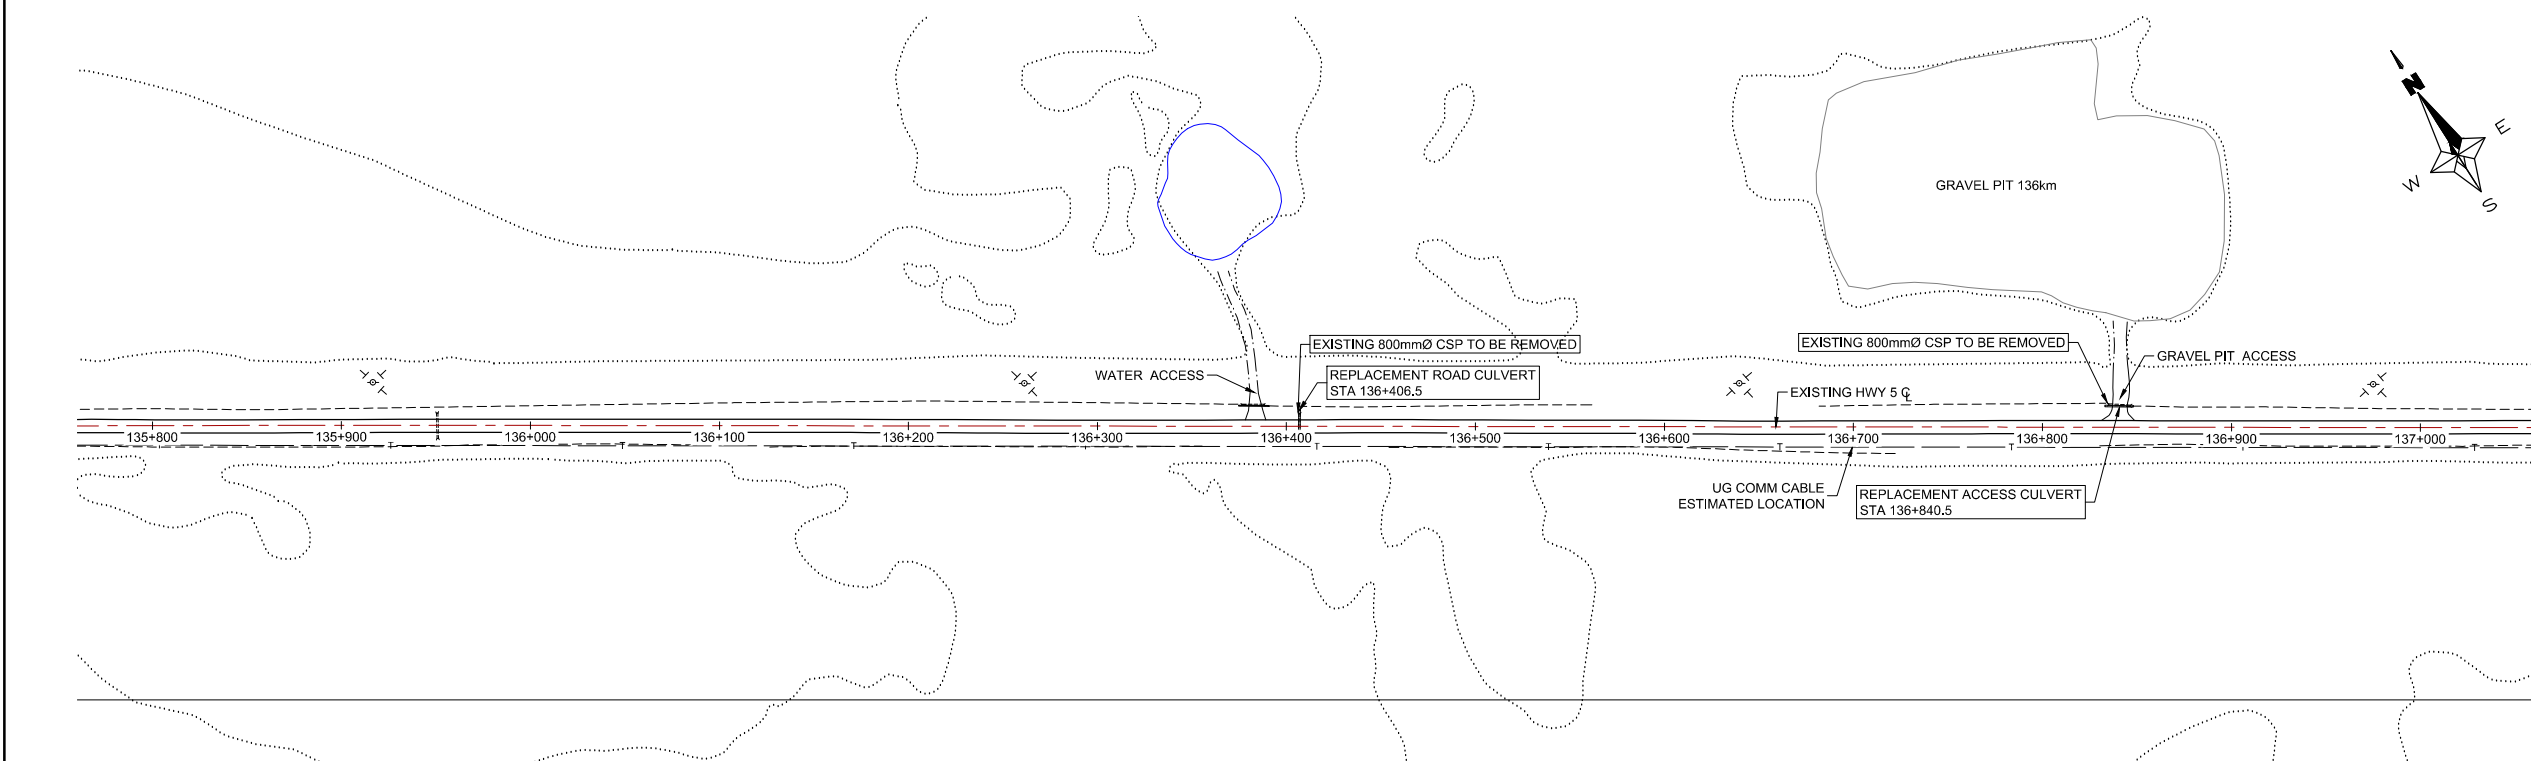 N
E
W
S
GRAVEL PIT 136km
EXISTING 800mmØ CSP TO BE REMOVED
EXISTING 800mmØ CSP TO BE REMOVED
GRAVEL PIT ACCESS
WATER ACCESS
REPLACEMENT ROAD CULVERT
STA 136+406.5
EXISTING HWY 5 ℄
135+800
135+900
136+000
136+100
136+200
136+300
136+400
136+500
136+600
136+700
136+800
136+900
137+000
T
T
T
T
T
T
T
T
UG COMM CABLE
ESTIMATED LOCATION
REPLACEMENT ACCESS CULVERT
STA 136+840.5